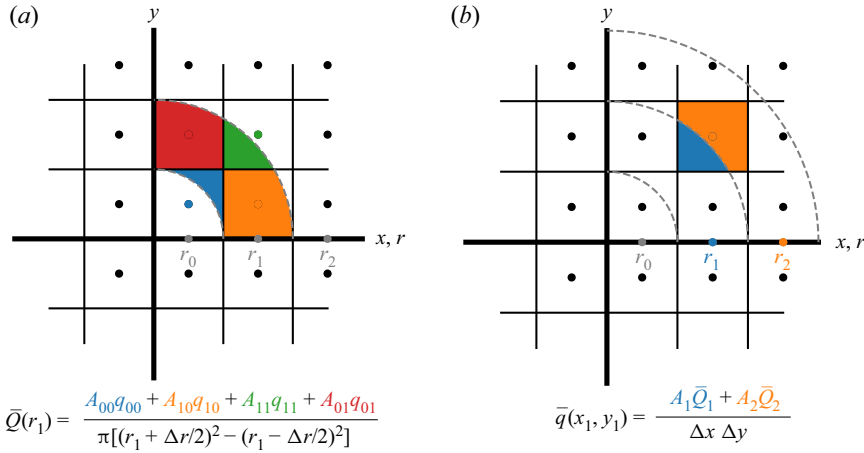 (a)
y
x, r
r₀ r₁ r₂
Q̅(r₁) = (A₀₀q₀₀ + A₁₀q₁₀ + A₁₁q₁₁ + A₀₁q₀₁) / (π[(r₁ + Δr/2)² − (r₁ − Δr/2)²])
(b)
y
x, r
r₀ r₁ r₂
q̅(x₁, y₁) = (A₁Q̅₁ + A₂Q̅₂) / (Δx Δy)